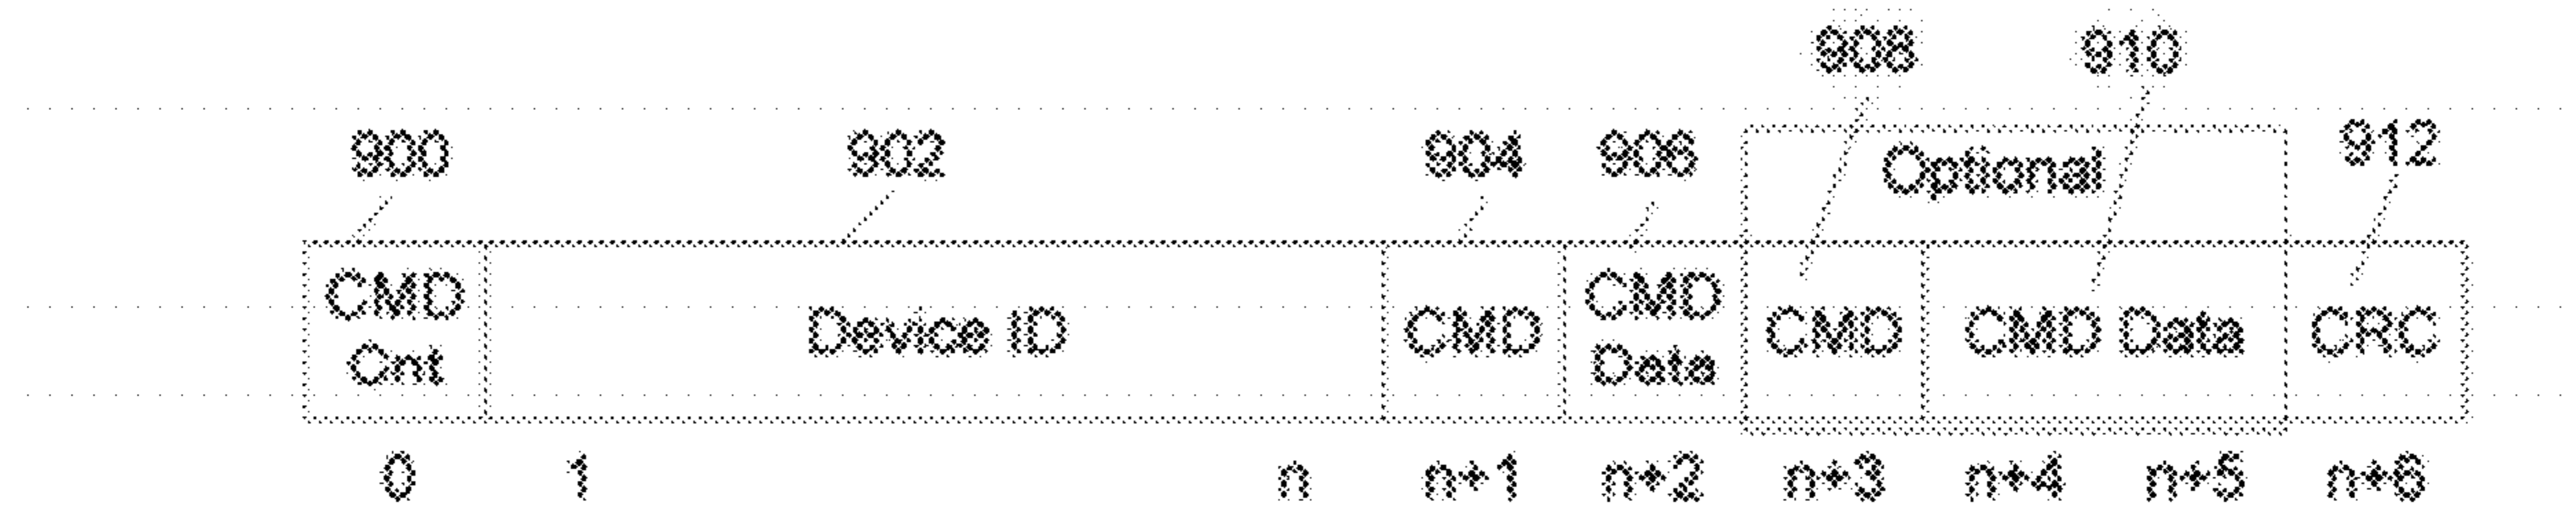 908 910
900 902 904 906 Optional 912
CMD Cnt Device ID CMD CMD Data CMD CMD Data CRC
0 1 n n+1 n+2 n+3 n+4 n+5 n+6